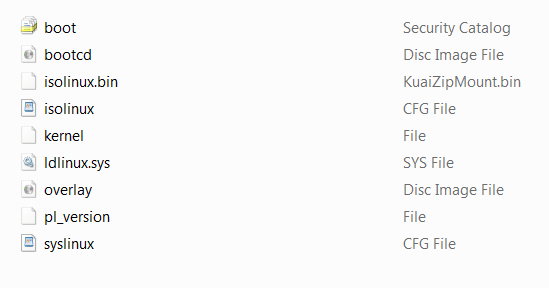 boot Security Catalog
bootcd Disc Image File
isolinux.bin KuaiZipMount.bin
isolinux CFG File
kernel File
ldlinux.sys SYS File
overlay Disc Image File
pl_version File
syslinux CFG File